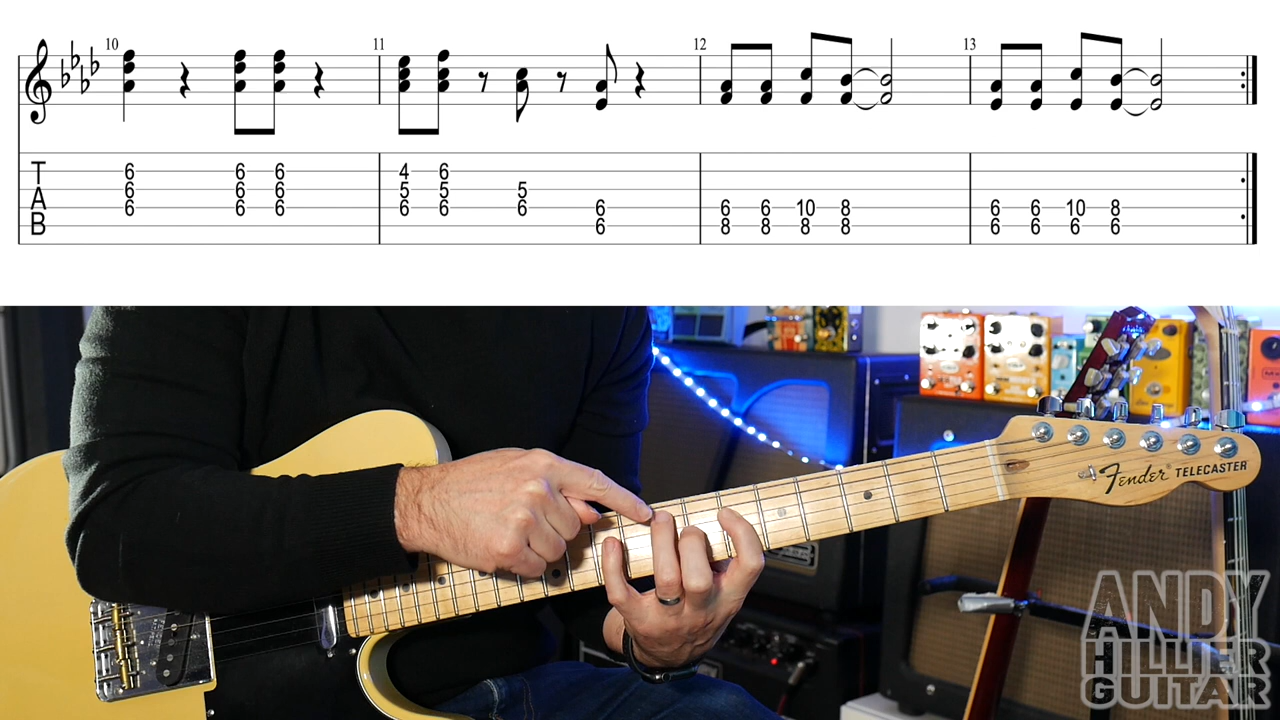 10 11 12 13
T 6 6 6 4 6 6 6 10 8 6 6 10 8
A 6 6 6 5 5 5
B 6 6 6 6 6 6 6 8 8 8 8 6 6 6 6
Fender TELECASTER
ANDY
HILLIER
GUITAR